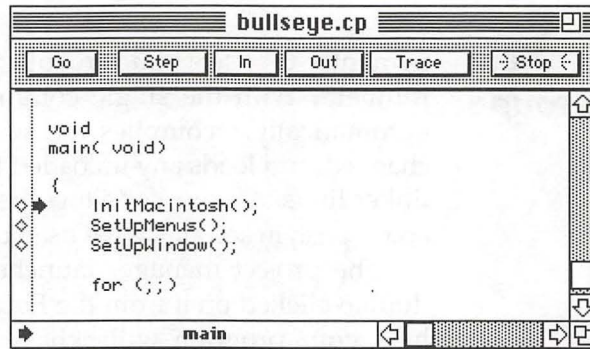 bullseye.cp
Go Step In Out Trace Stop
void
main( void)
{
InitMacintosh();
SetUpMenus();
SetUpWindow();
for (;;)
main